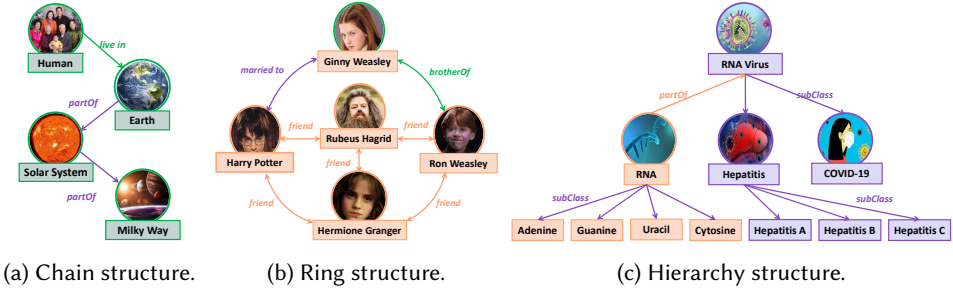 live in
Human
partOf
Earth
Solar System
partOf
Milky Way
(a) Chain structure.
Ginny Weasley
married to
brotherOf
friend
friend
Rubeus Hagrid
Harry Potter
friend
Ron Weasley
friend
friend
Hermione Granger
(b) Ring structure.
RNA Virus
partOf
subClass
RNA
Hepatitis
COVID-19
subClass
subClass
Adenine
Guanine
Uracil
Cytosine
Hepatitis A
Hepatitis B
Hepatitis C
(c) Hierarchy structure.